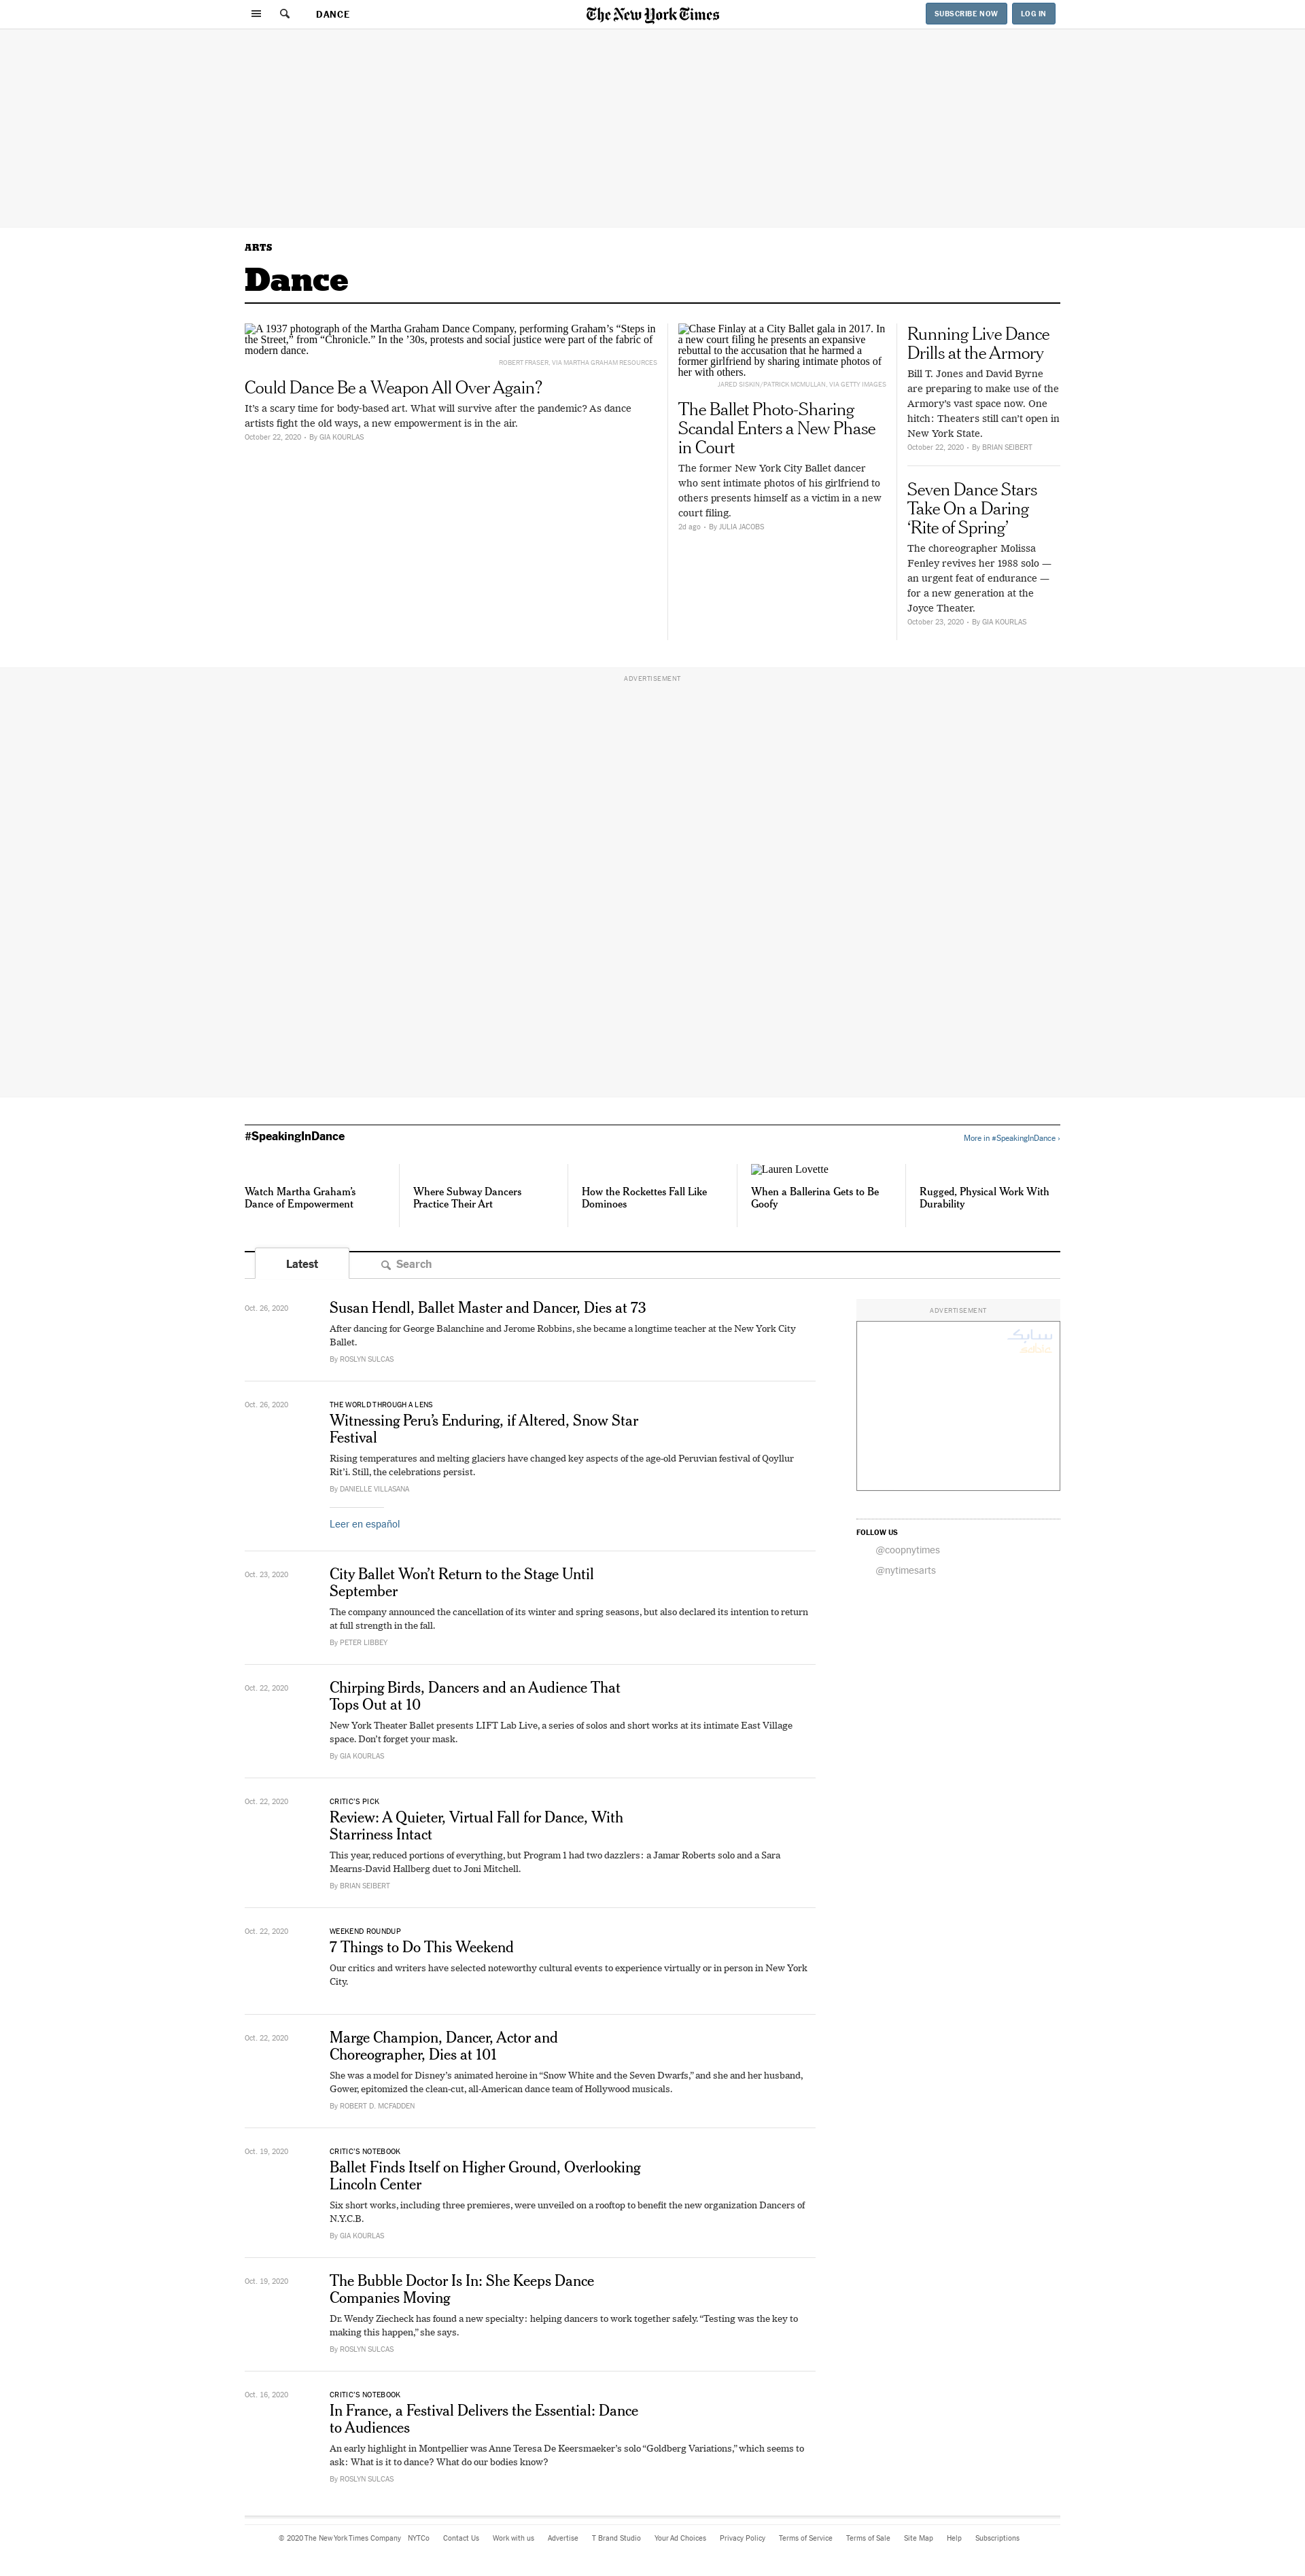 DANCE
The New York Times
SUBSCRIBE NOW
LOG IN
ARTS
Dance
A 1937 photograph of the Martha Graham Dance Company, performing Graham’s “Steps in
the Street,” from “Chronicle.” In the ’30s, protests and social justice were part of the fabric of
modern dance.
ROBERT FRASER, VIA MARTHA GRAHAM RESOURCES
Could Dance Be a Weapon All Over Again?
It’s a scary time for body-based art. What will survive after the pandemic? As dance
artists fight the old ways, a new empowerment is in the air.
October 22, 2020 • By GIA KOURLAS
Chase Finlay at a City Ballet gala in 2017. In
a new court filing he presents an expansive
rebuttal to the accusation that he harmed a
former girlfriend by sharing intimate photos of
her with others.
JARED SISKIN/PATRICK MCMULLAN, VIA GETTY IMAGES
The Ballet Photo-Sharing
Scandal Enters a New Phase
in Court
The former New York City Ballet dancer
who sent intimate photos of his girlfriend to
others presents himself as a victim in a new
court filing.
2d ago • By JULIA JACOBS
Running Live Dance
Drills at the Armory
Bill T. Jones and David Byrne
are preparing to make use of the
Armory’s vast space now. One
hitch: Theaters still can’t open in
New York State.
October 22, 2020 • By BRIAN SEIBERT
Seven Dance Stars
Take On a Daring
‘Rite of Spring’
The choreographer Molissa
Fenley revives her 1988 solo —
an urgent feat of endurance —
for a new generation at the
Joyce Theater.
October 23, 2020 • By GIA KOURLAS
ADVERTISEMENT
#SpeakingInDance
More in #SpeakingInDance ›
Watch Martha Graham’s
Dance of Empowerment
Where Subway Dancers
Practice Their Art
How the Rockettes Fall Like
Dominoes
Lauren Lovette
When a Ballerina Gets to Be
Goofy
Rugged, Physical Work With
Durability
Latest
Search
Oct. 26, 2020
Susan Hendl, Ballet Master and Dancer, Dies at 73
After dancing for George Balanchine and Jerome Robbins, she became a longtime teacher at the New York City
Ballet.
By ROSLYN SULCAS
Oct. 26, 2020
THE WORLD THROUGH A LENS
Witnessing Peru’s Enduring, if Altered, Snow Star
Festival
Rising temperatures and melting glaciers have changed key aspects of the age-old Peruvian festival of Qoyllur
Rit’i. Still, the celebrations persist.
By DANIELLE VILLASANA
Leer en español
Oct. 23, 2020
City Ballet Won’t Return to the Stage Until
September
The company announced the cancellation of its winter and spring seasons, but also declared its intention to return
at full strength in the fall.
By PETER LIBBEY
Oct. 22, 2020
Chirping Birds, Dancers and an Audience That
Tops Out at 10
New York Theater Ballet presents LIFT Lab Live, a series of solos and short works at its intimate East Village
space. Don’t forget your mask.
By GIA KOURLAS
Oct. 22, 2020
CRITIC’S PICK
Review: A Quieter, Virtual Fall for Dance, With
Starriness Intact
This year, reduced portions of everything, but Program 1 had two dazzlers: a Jamar Roberts solo and a Sara
Mearns-David Hallberg duet to Joni Mitchell.
By BRIAN SEIBERT
Oct. 22, 2020
WEEKEND ROUNDUP
7 Things to Do This Weekend
Our critics and writers have selected noteworthy cultural events to experience virtually or in person in New York
City.
Oct. 22, 2020
Marge Champion, Dancer, Actor and
Choreographer, Dies at 101
She was a model for Disney’s animated heroine in “Snow White and the Seven Dwarfs,” and she and her husband,
Gower, epitomized the clean-cut, all-American dance team of Hollywood musicals.
By ROBERT D. MCFADDEN
Oct. 19, 2020
CRITIC’S NOTEBOOK
Ballet Finds Itself on Higher Ground, Overlooking
Lincoln Center
Six short works, including three premieres, were unveiled on a rooftop to benefit the new organization Dancers of
N.Y.C.B.
By GIA KOURLAS
Oct. 19, 2020
The Bubble Doctor Is In: She Keeps Dance
Companies Moving
Dr. Wendy Ziecheck has found a new specialty: helping dancers to work together safely. “Testing was the key to
making this happen,” she says.
By ROSLYN SULCAS
Oct. 16, 2020
CRITIC’S NOTEBOOK
In France, a Festival Delivers the Essential: Dance
to Audiences
An early highlight in Montpellier was Anne Teresa De Keersmaeker’s solo “Goldberg Variations,” which seems to
ask: What is it to dance? What do our bodies know?
By ROSLYN SULCAS
ADVERTISEMENT
سابک
sabic
FOLLOW US
@coopnytimes
@nytimesarts
© 2020 The New York Times Company NYTCo Contact Us Work with us Advertise T Brand Studio Your Ad Choices Privacy Policy Terms of Service Terms of Sale Site Map Help Subscriptions